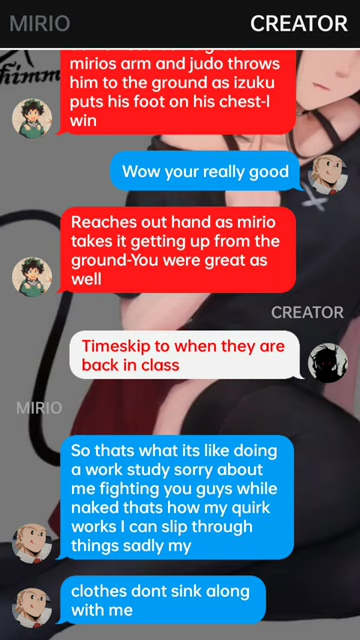 MIRIO
CREATOR
himm
mirios arm and judo throws
him to the ground as izuku
puts his foot on his chest-I
win
Wow your really good
Reaches out hand as mirio
takes it getting up from the
ground-You were great as
well
CREATOR
Timeskip to when they are
back in class
MIRIO
So thats what its like doing
a work study sorry about
me fighting you guys while
naked thats how my quirk
works I can slip through
things sadly my
clothes dont sink along
with me